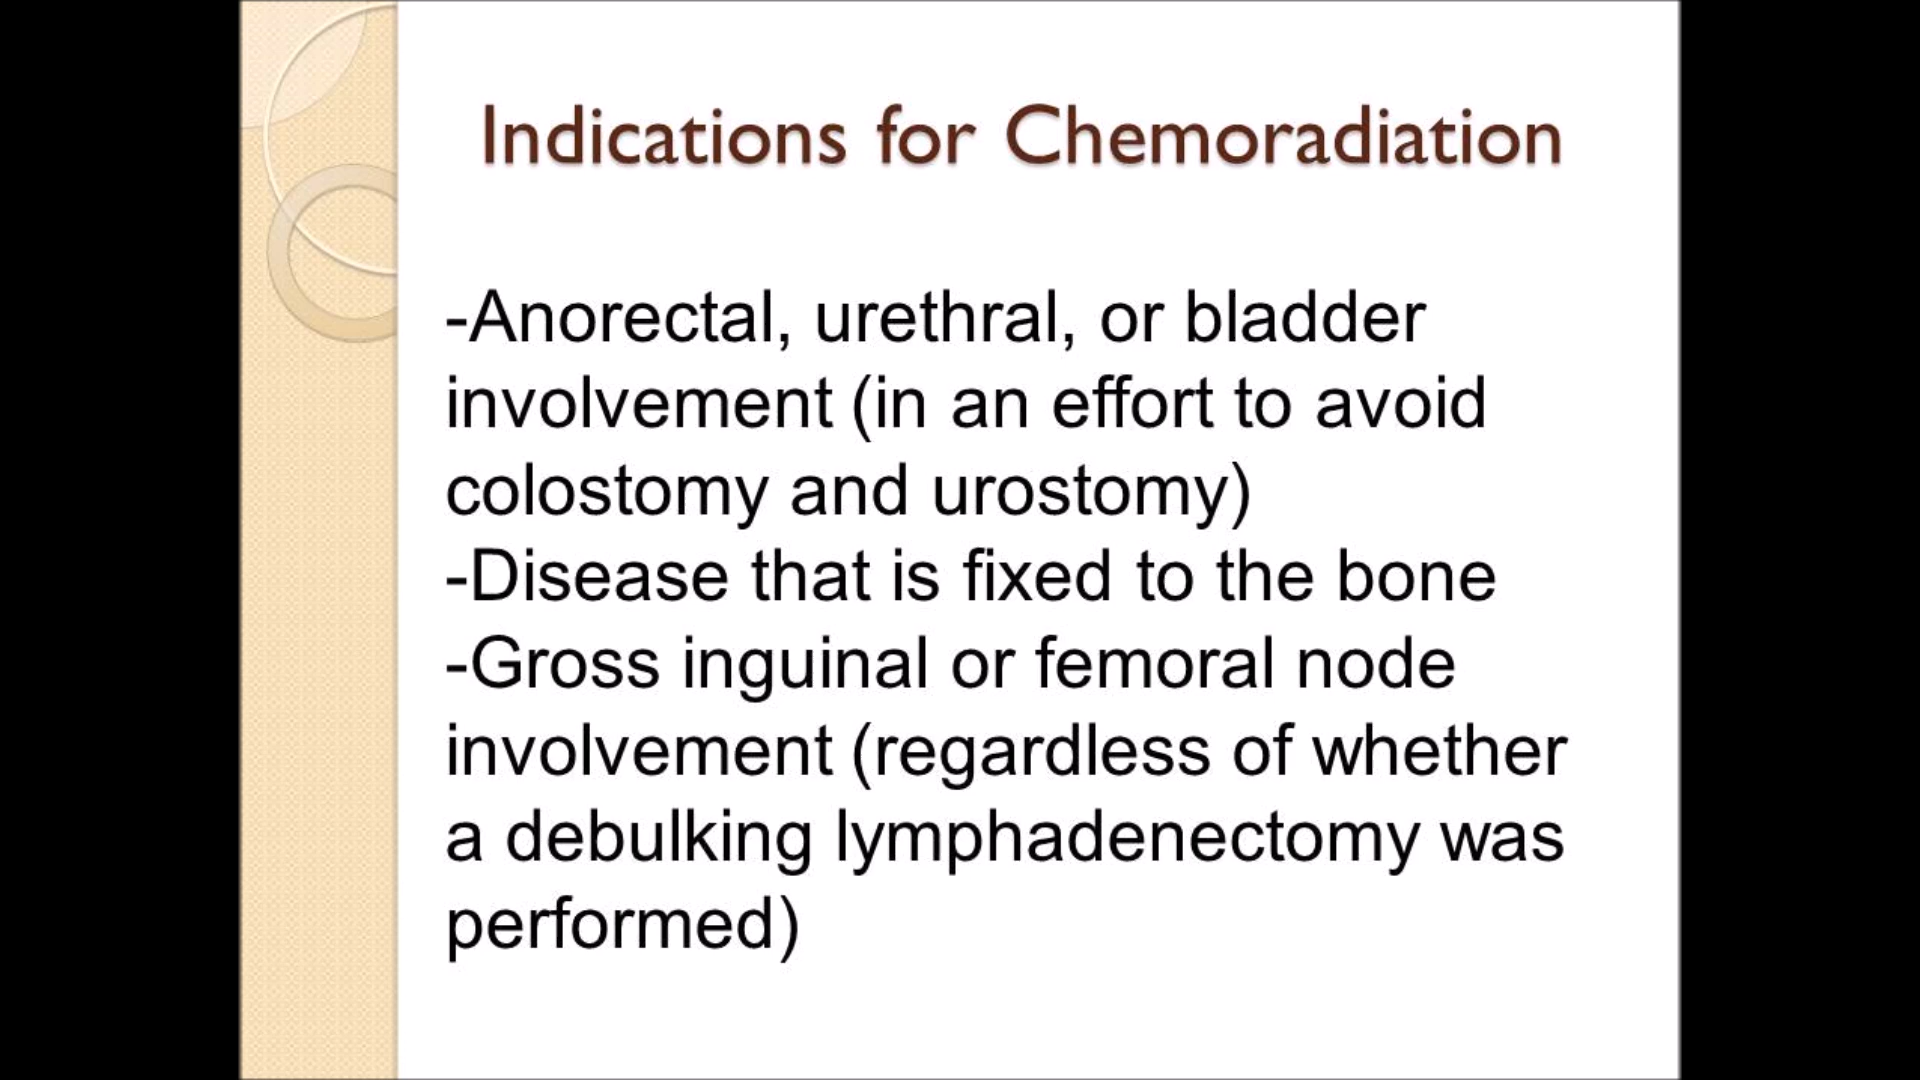 Indications for Chemoradiation
-Anorectal, urethral, or bladder
involvement (in an effort to avoid
colostomy and urostomy)
-Disease that is fixed to the bone
-Gross inguinal or femoral node
involvement (regardless of whether
a debulking lymphadenectomy was
performed)